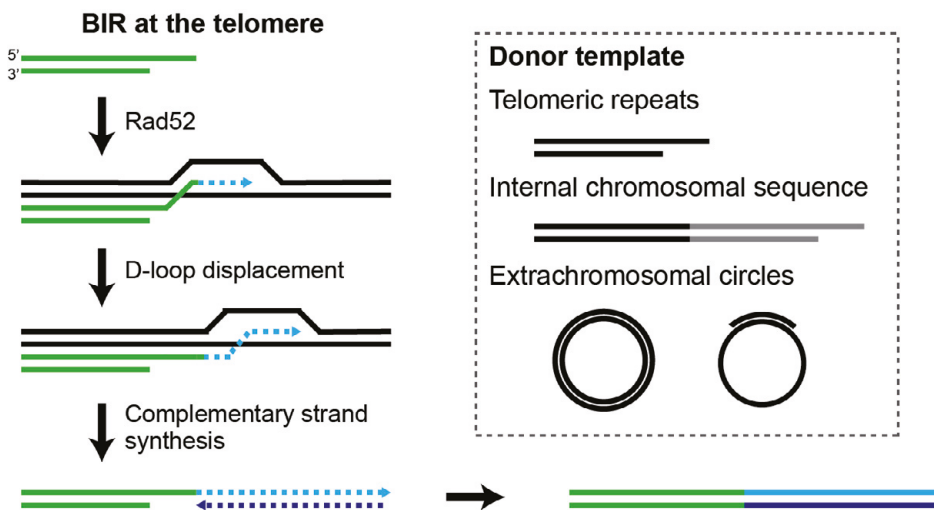 BIR at the telomere
5'
3'
Rad52
D-loop displacement
Complementary strand
synthesis
Donor template
Telomeric repeats
Internal chromosomal sequence
Extrachromosomal circles